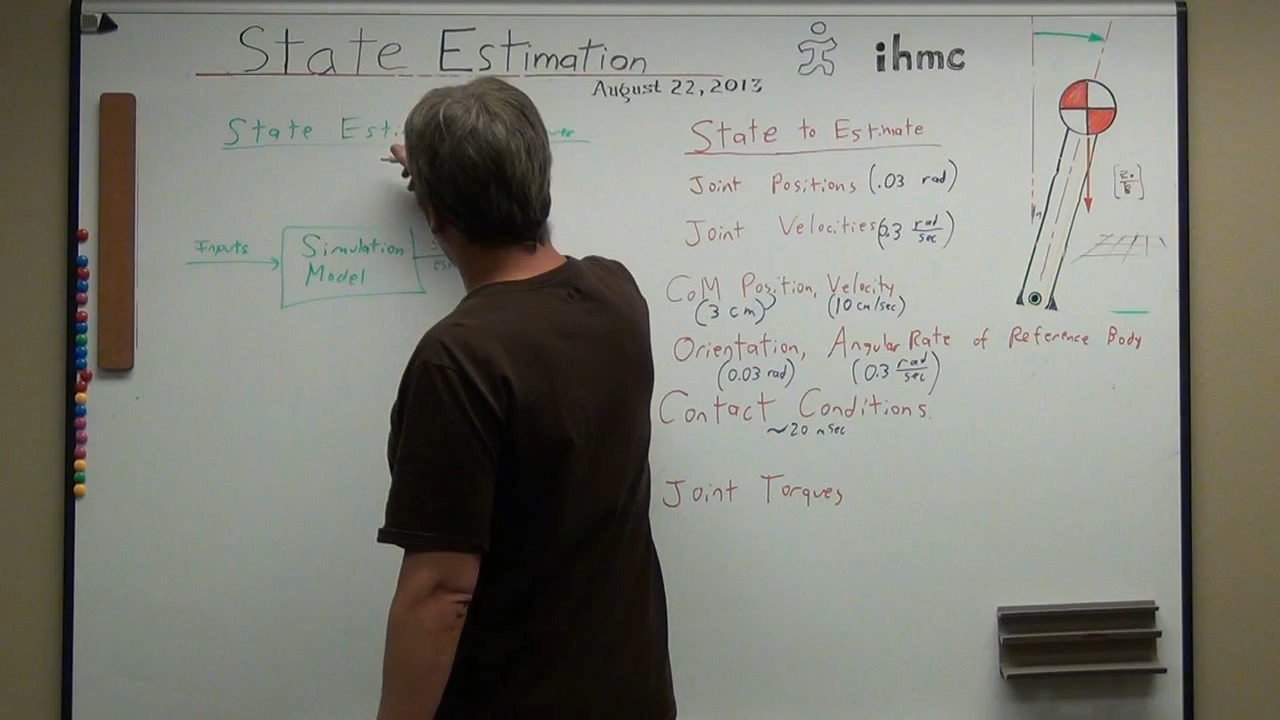 State Estimation
August 22, 2013
ihmc
State
Inputs
Simulation
Model
State to Estimate
Joint Positions (.03 rad)
Joint Velocities (0.3 rad/sec)
CoM Position, Velocity
(3 cm) (10 cm/sec)
Orientation, Angular Rate of Reference Body
(0.03 rad) (0.3 rad/sec)
Contact Conditions
~20 msec
Joint Torques